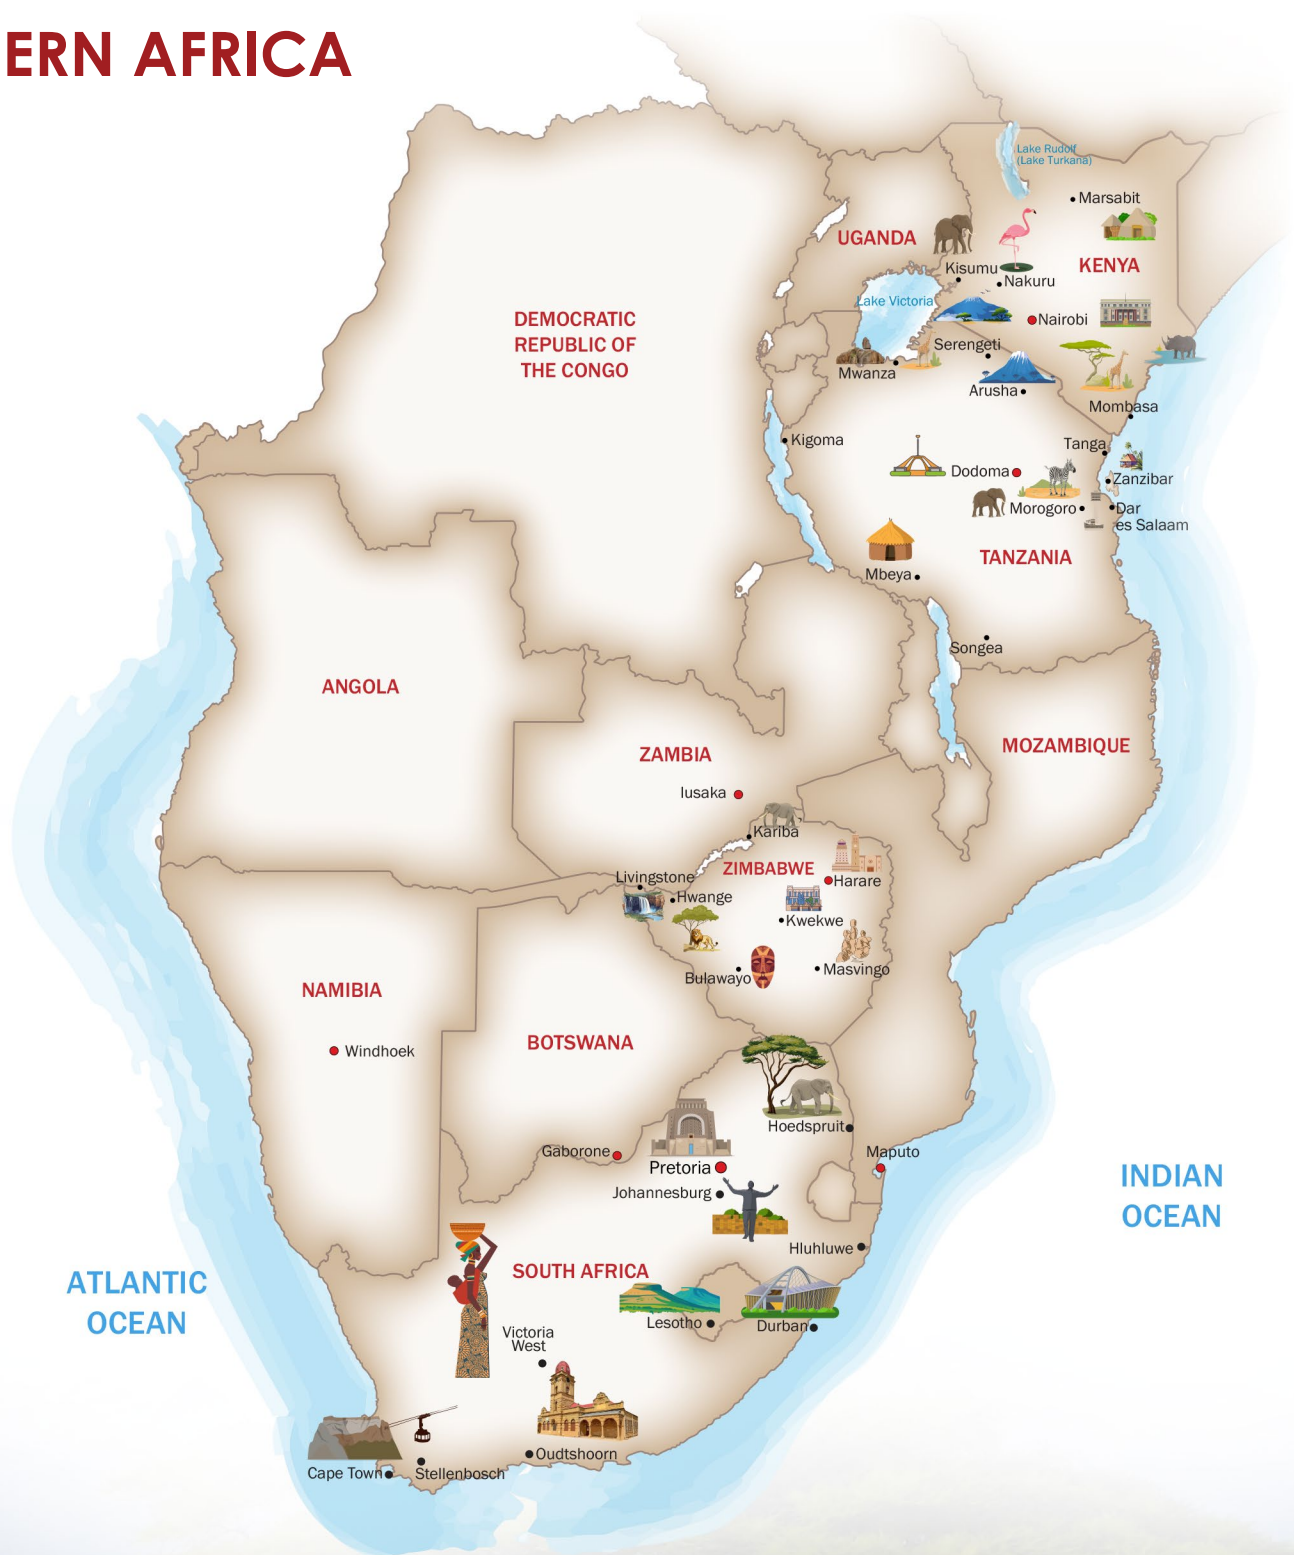 ERN AFRICA
Lake Rudolf
(Lake Turkana)
Marsabit
UGANDA
KENYA
Kisumu
Nakuru
Lake Victoria
Nairobi
DEMOCRATIC
REPUBLIC OF
THE CONGO
Serengeti
Mwanza
Arusha
Mombasa
Kigoma
Tanga
Dodoma
Zanzibar
Morogoro
Dar
es Salaam
TANZANIA
Mbeya
Songea
ANGOLA
MOZAMBIQUE
ZAMBIA
lusaka
Kariba
ZIMBABWE
Livingstone
Harare
Hwange
Kwekwe
Masvingo
Bulawayo
NAMIBIA
BOTSWANA
Windhoek
Hoedspruit
Gaborone
Maputo
Pretoria
Johannesburg
INDIAN
OCEAN
Hluhluwe
SOUTH AFRICA
ATLANTIC
OCEAN
Lesotho
Durban
Victoria
West
Oudtshoorn
Cape Town
Stellenbosch